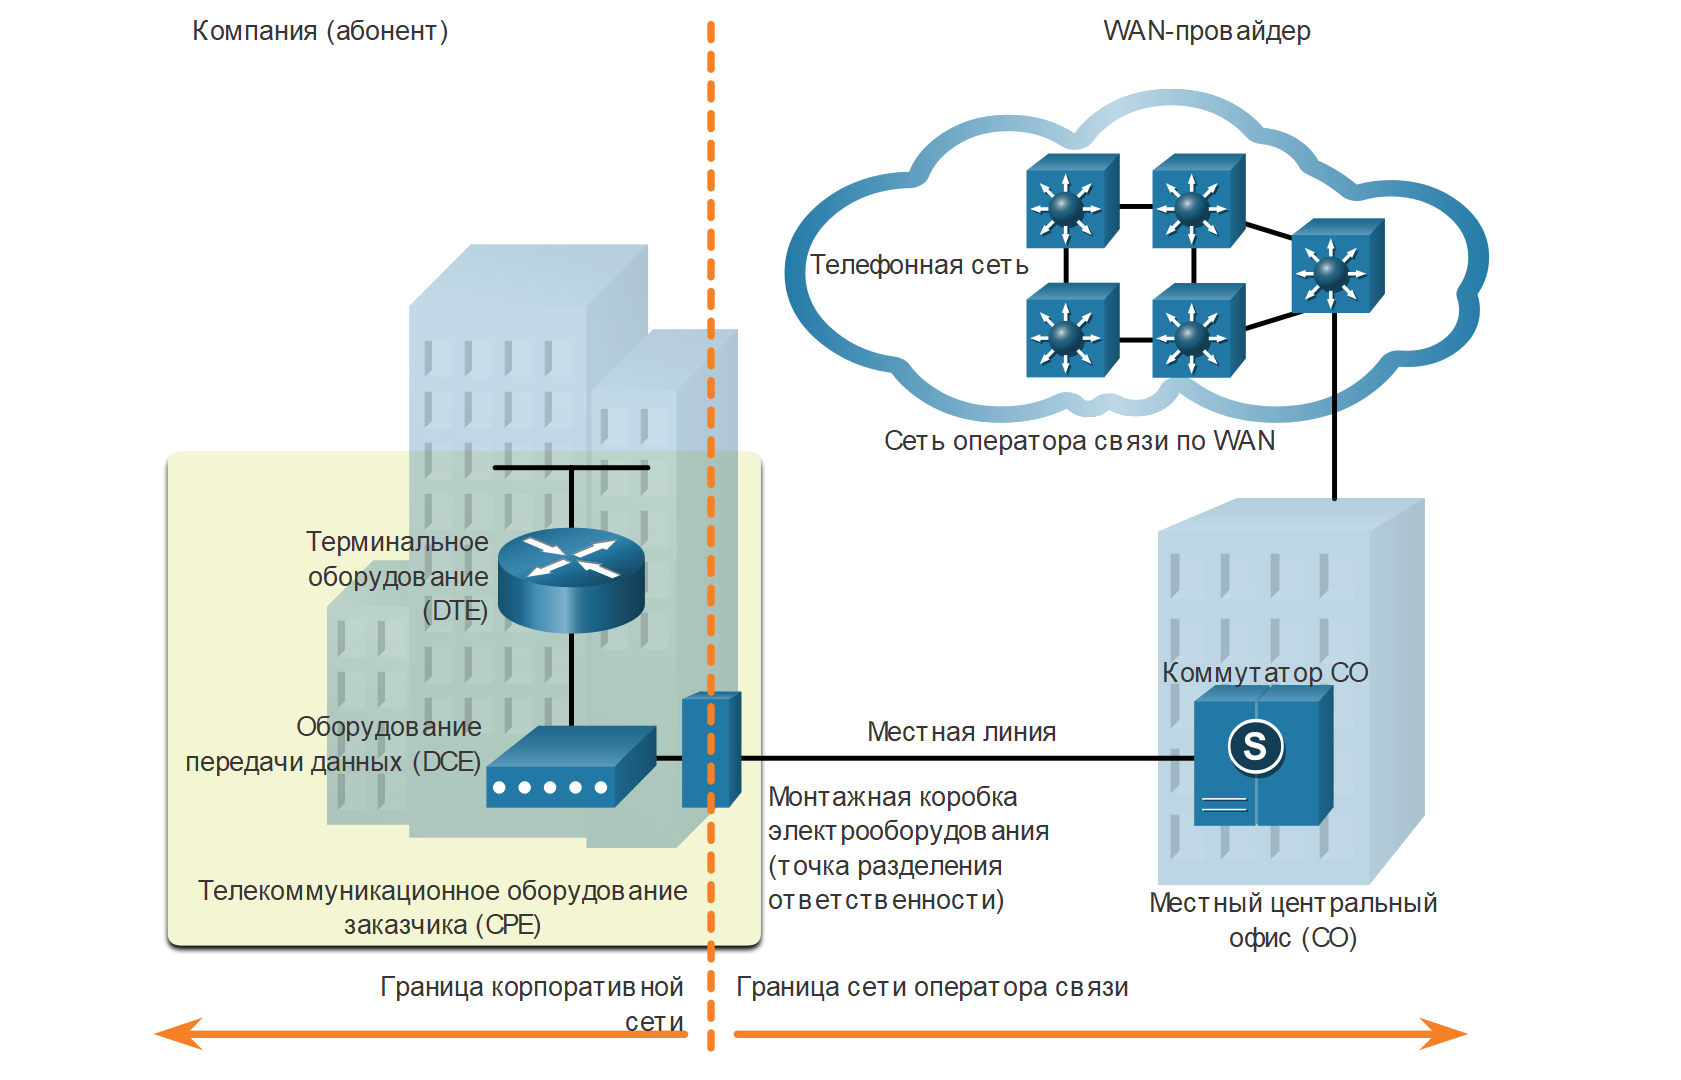 Компания (абонент)
WAN-провайдер
Телефонная сеть
Сеть оператора связи по WAN
Терминальное
оборудование
(DTE)
Оборудование
передачи данных (DCE)
Телекоммуникационное оборудование
заказчика (CPE)
Местная линия
Монтажная коробка
электрооборудования
(точка разделения
ответственности)
Коммутатор CO
S
Местный центральный
офис (CO)
Граница корпоративной
сети
Граница сети оператора связи